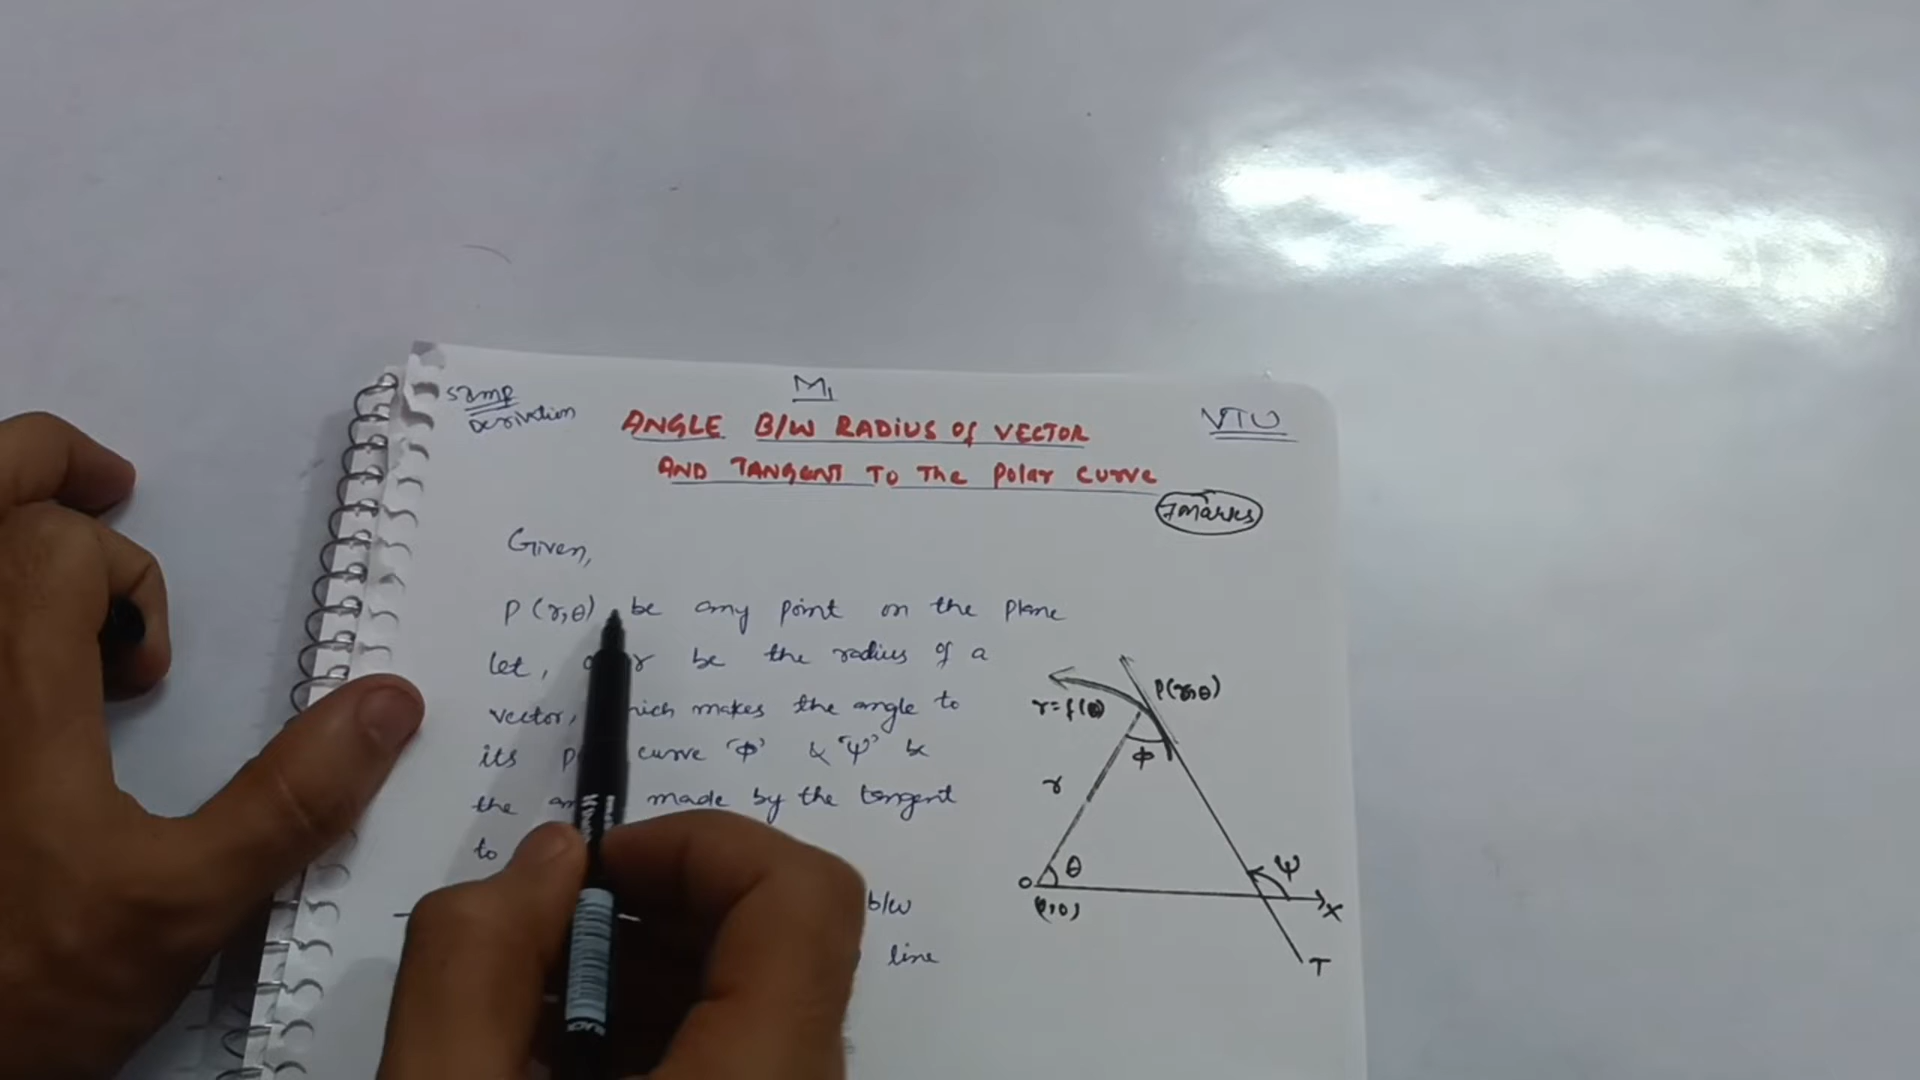 M1
Derivation
VTU
ANGLE B/W RADIUS Of VECTOR
AND TANGENT TO The Polar Curve
7marks
Given,
P(r,θ) be any point on the plane
let, r be the radius of a
vector, makes the angle to
its curve 'ϕ' & 'ψ' be
the made by the tangent
to
b/w
line
P(r,θ)
r=f(θ)
ϕ
r
θ
ψ
O
(0,0)
X
T